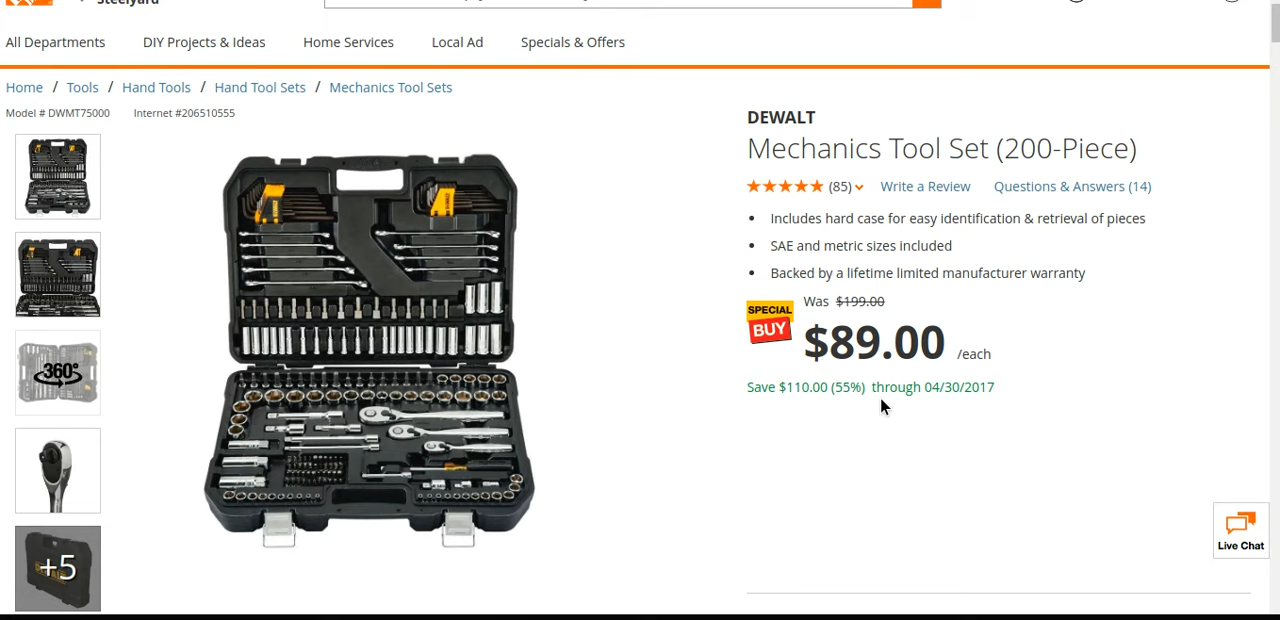 Steelyard
All Departments DIY Projects & Ideas Home Services Local Ad Specials & Offers
Home / Tools / Hand Tools / Hand Tool Sets / Mechanics Tool Sets
Model # DWMT75000 Internet #206510555
DEWALT
Mechanics Tool Set (200-Piece)
(85) Write a Review Questions & Answers (14)
• Includes hard case for easy identification & retrieval of pieces
• SAE and metric sizes included
• Backed by a lifetime limited manufacturer warranty
SPECIAL
BUY
Was $199.00
$89.00 /each
Save $110.00 (55%) through 04/30/2017
360°
+5
Live Chat